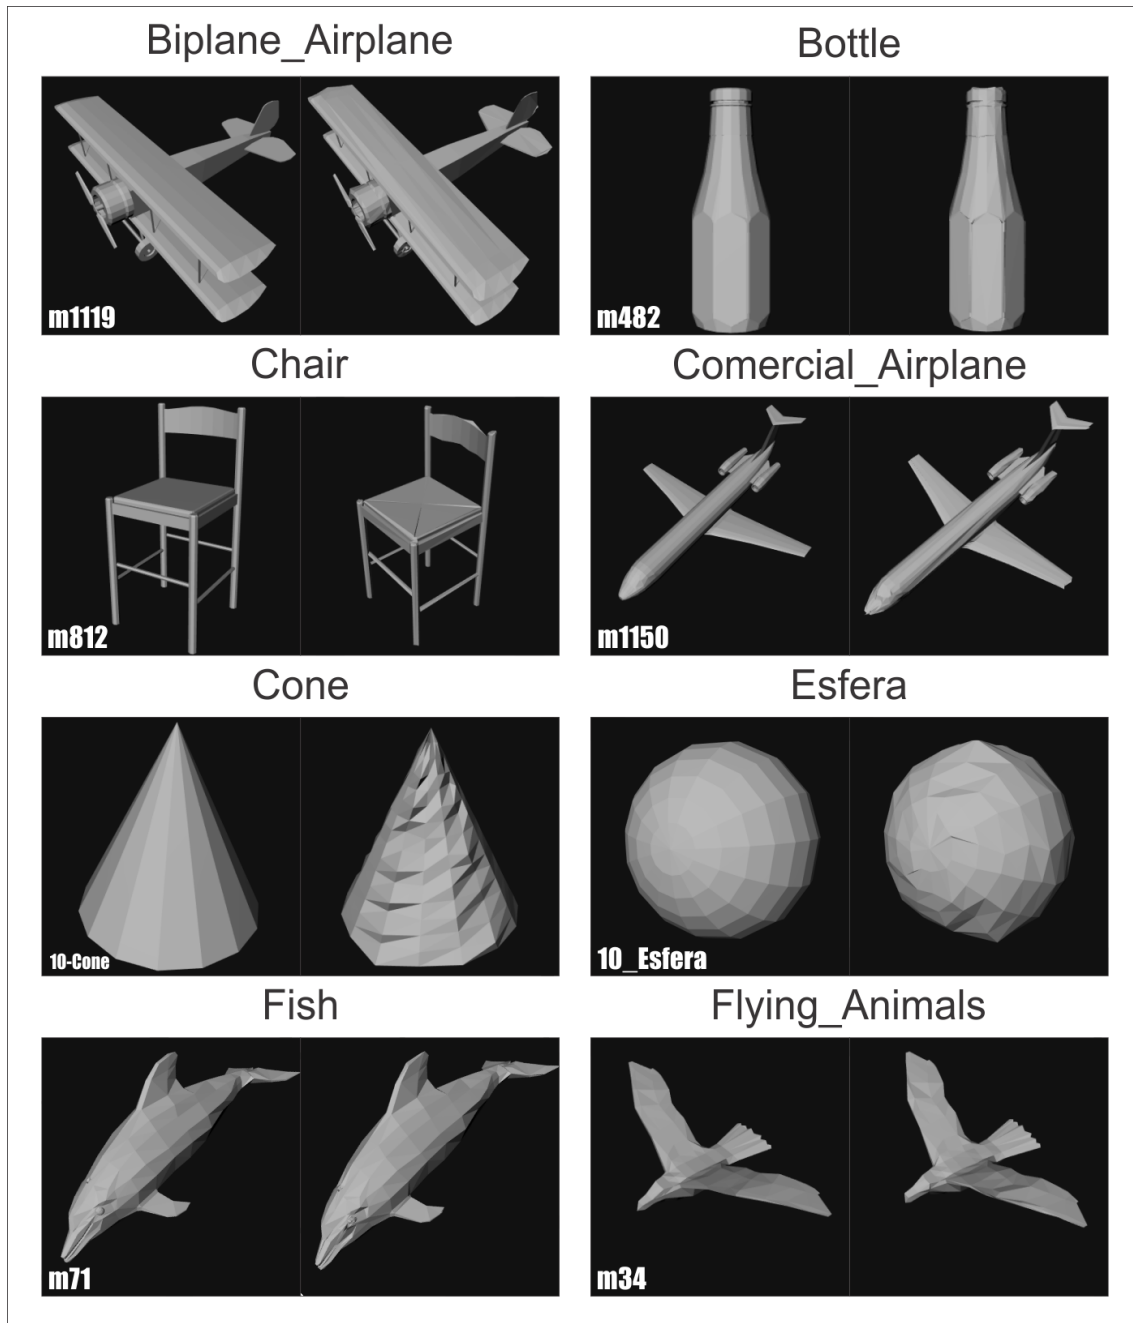 Biplane_Airplane
Bottle
m1119
m482
Chair
Comercial_Airplane
m812
m1150
Cone
Esfera
10-Cone
10_Esfera
Fish
Flying_Animals
m71
m34